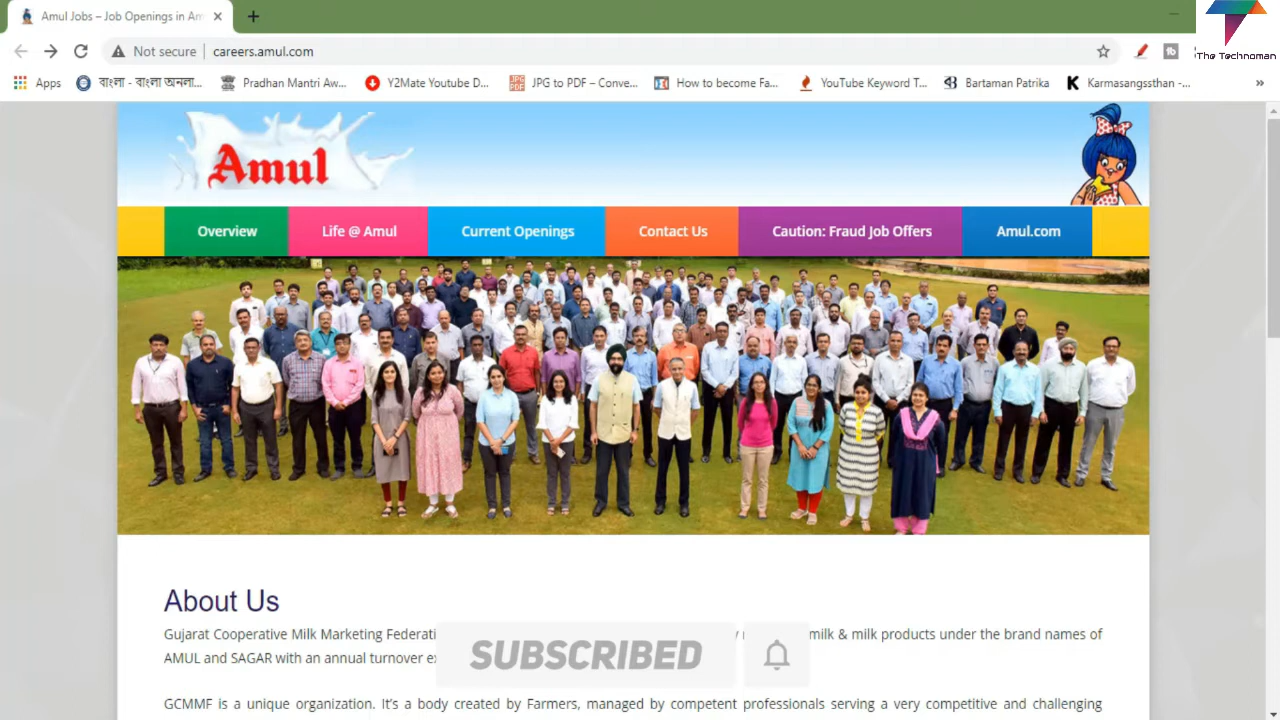 Amul Jobs – Job Openings in Am
Not secure
careers.amul.com
The Technoman
Apps
বাংলা - বাংলা অনলা...
Pradhan Mantri Aw...
Y2Mate Youtube D...
JPG to PDF – Conve...
How to become Fa...
YouTube Keyword T...
Bartaman Patrika
Karmasangssthan -...
»
Amul
Overview
Life @ Amul
Current Openings
Contact Us
Caution: Fraud Job Offers
Amul.com
About Us
Gujarat Cooperative Milk Marketing Federati
milk & milk products under the brand names of
AMUL and SAGAR with an annual turnover ex
SUBSCRIBED
GCMMF is a unique organization. It's a body created by Farmers, managed by competent professionals serving a very competitive and challenging